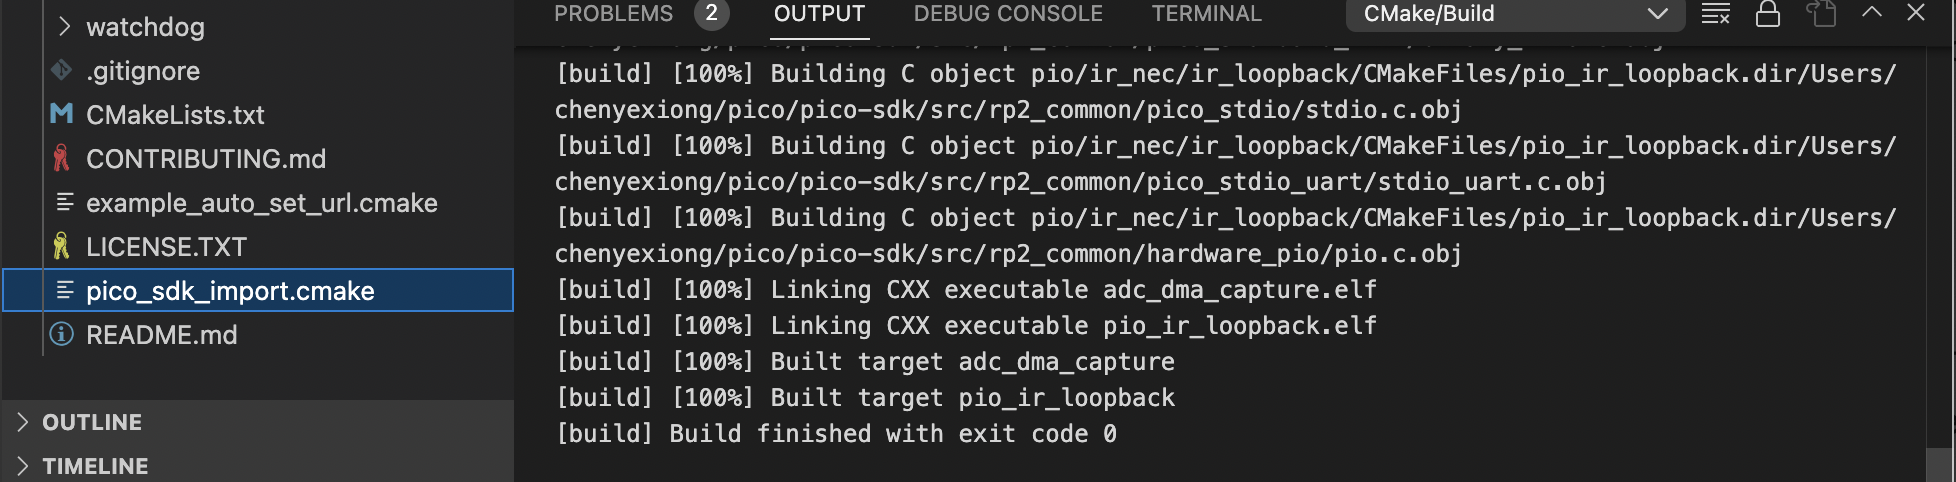 watchdog
.gitignore
CMakeLists.txt
CONTRIBUTING.md
example_auto_set_url.cmake
LICENSE.TXT
pico_sdk_import.cmake
README.md
OUTLINE
TIMELINE
PROBLEMS 2 OUTPUT DEBUG CONSOLE TERMINAL CMake/Build
[build] [100%] Building C object pio/ir_nec/ir_loopback/CMakeFiles/pio_ir_loopback.dir/Users/
chenyexiong/pico/pico-sdk/src/rp2_common/pico_stdio/stdio.c.obj
[build] [100%] Building C object pio/ir_nec/ir_loopback/CMakeFiles/pio_ir_loopback.dir/Users/
chenyexiong/pico/pico-sdk/src/rp2_common/pico_stdio_uart/stdio_uart.c.obj
[build] [100%] Building C object pio/ir_nec/ir_loopback/CMakeFiles/pio_ir_loopback.dir/Users/
chenyexiong/pico/pico-sdk/src/rp2_common/hardware_pio/pio.c.obj
[build] [100%] Linking CXX executable adc_dma_capture.elf
[build] [100%] Linking CXX executable pio_ir_loopback.elf
[build] [100%] Built target adc_dma_capture
[build] [100%] Built target pio_ir_loopback
[build] Build finished with exit code 0